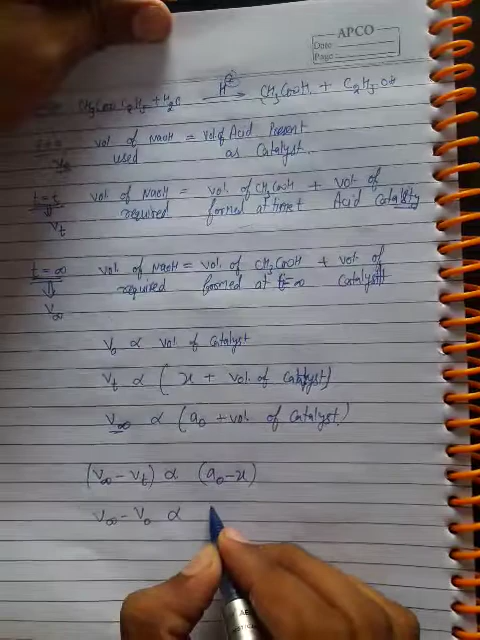 APCO
Date
Page
CH3COOC2H5 + H2O H⊕ → CH3COOH + C2H5OH
vol of NaOH = vol of Acid Present
used as Catalyst.
V0
t = t vol of NaOH = vol. of CH3COOH + vol of
required formed at time t Acid catalsty
Vt
t = ∞ vol. of NaOH = vol. of CH3COOH + vol. of
required formed at t = ∞ Catalyst
V∞
V0 ∝ vol of catalyst
Vt ∝ (x + vol. of catalyst)
V∞ ∝ (a0 + vol of catalyst)
(V∞ - Vt) ∝ (a0 - x)
V∞ - V0 ∝